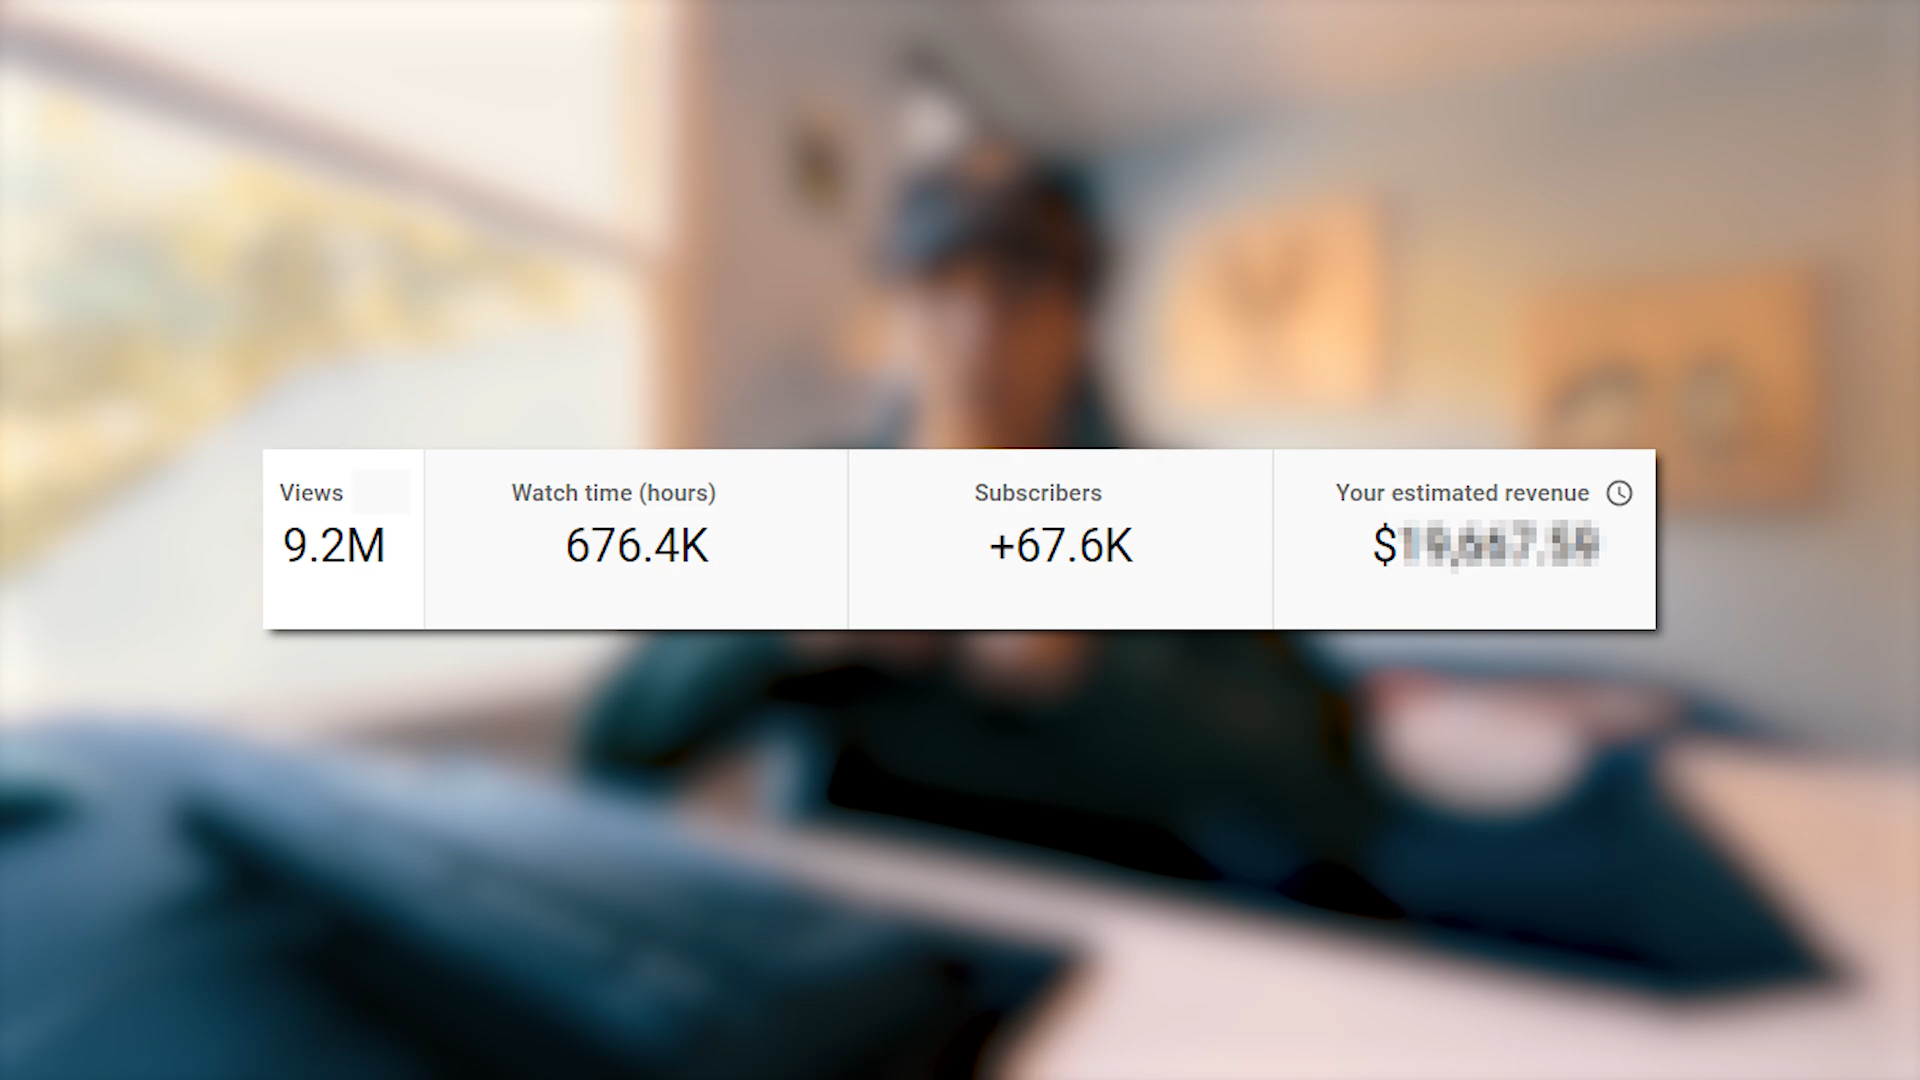 Views
9.2M
Watch time (hours)
676.4K
Subscribers
+67.6K
Your estimated revenue
$